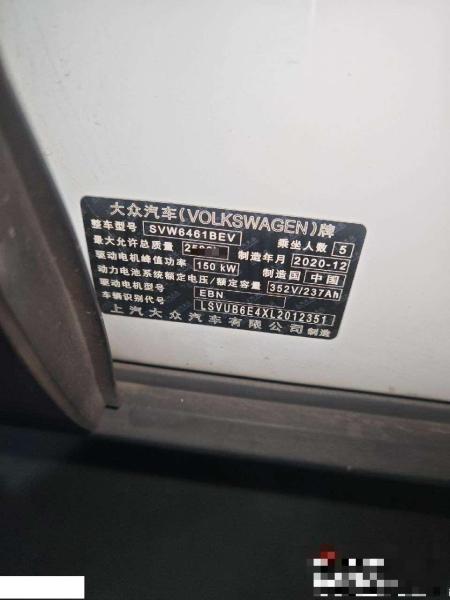 大众汽车(VOLKSWAGEN)牌
整车型号 SVW6461BEV 乘坐人数 5
最大允许总质量 制造年月 2020-12
驱动电机峰值功率 150 kW 制造国 中国
动力电池系统额定电压/额定容量 352V/237Ah
驱动电机型号 EBN
车辆识别代号 LSVUB6E4XL2012351
上汽大众汽车有限公司 制造